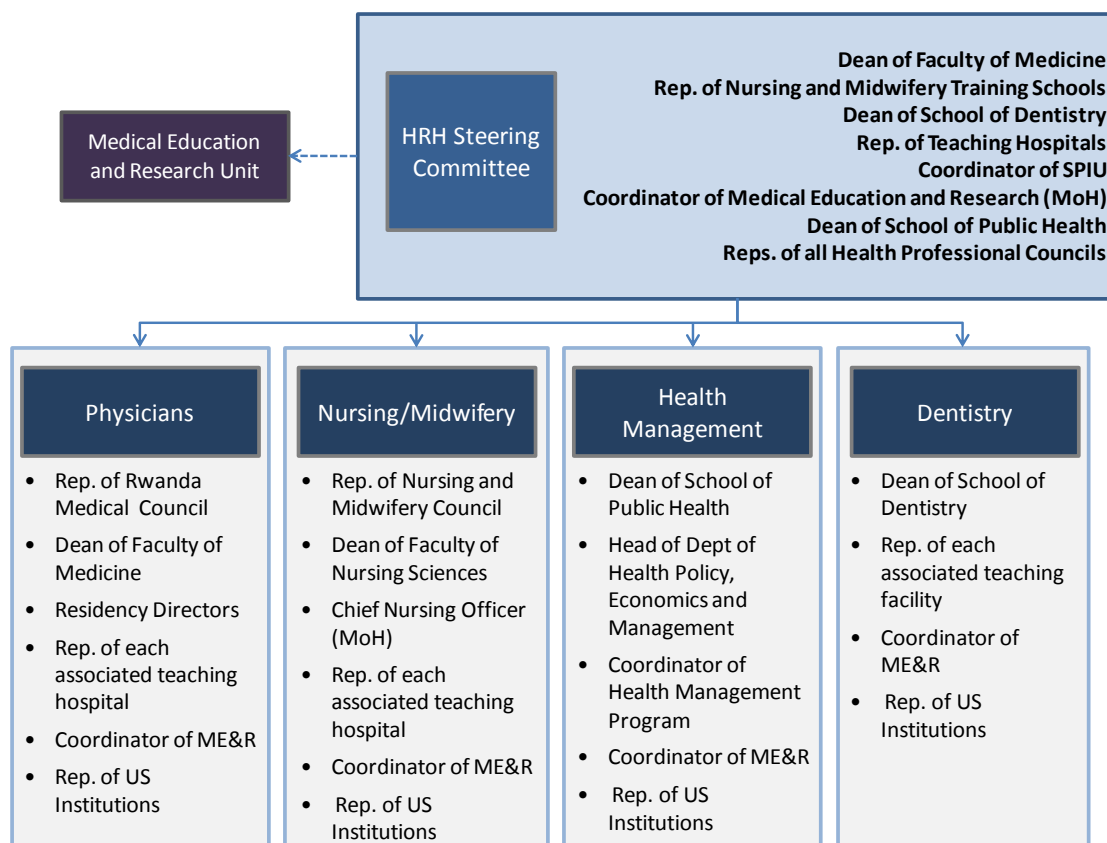 Medical Education
and Research Unit
HRH Steering
Committee
Dean of Faculty of Medicine
Rep. of Nursing and Midwifery Training Schools
Dean of School of Dentistry
Rep. of Teaching Hospitals
Coordinator of SPIU
Coordinator of Medical Education and Research (MoH)
Dean of School of Public Health
Reps. of all Health Professional Councils
Physicians
• Rep. of Rwanda
Medical Council
• Dean of Faculty of
Medicine
• Residency Directors
• Rep. of each
associated teaching
hospital
• Coordinator of ME&R
• Rep. of US
Institutions
Nursing/Midwifery
• Rep. of Nursing and
Midwifery Council
• Dean of Faculty of
Nursing Sciences
• Chief Nursing Officer
(MoH)
• Rep. of each
associated teaching
hospital
• Coordinator of ME&R
• Rep. of US
Institutions
Health
Management
• Dean of School of
Public Health
• Head of Dept of
Health Policy,
Economics and
Management
• Coordinator of
Health Management
Program
• Coordinator of ME&R
• Rep. of US
Institutions
Dentistry
• Dean of School of
Dentistry
• Rep. of each
associated teaching
facility
• Coordinator of
ME&R
• Rep. of US
Institutions